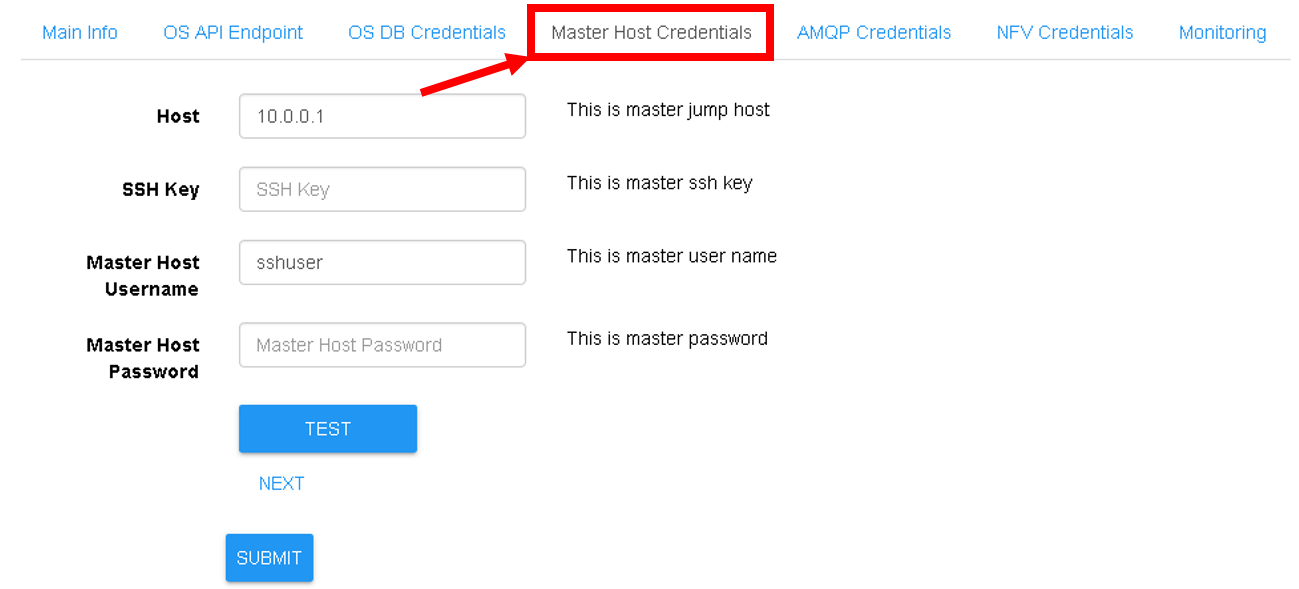 Main Info OS API Endpoint OS DB Credentials Master Host Credentials AMQP Credentials NFV Credentials Monitoring
Host 10.0.0.1 This is master jump host
SSH Key SSH Key This is master ssh key
Master Host Username sshuser This is master user name
Master Host Password Master Host Password This is master password
TEST
NEXT
SUBMIT